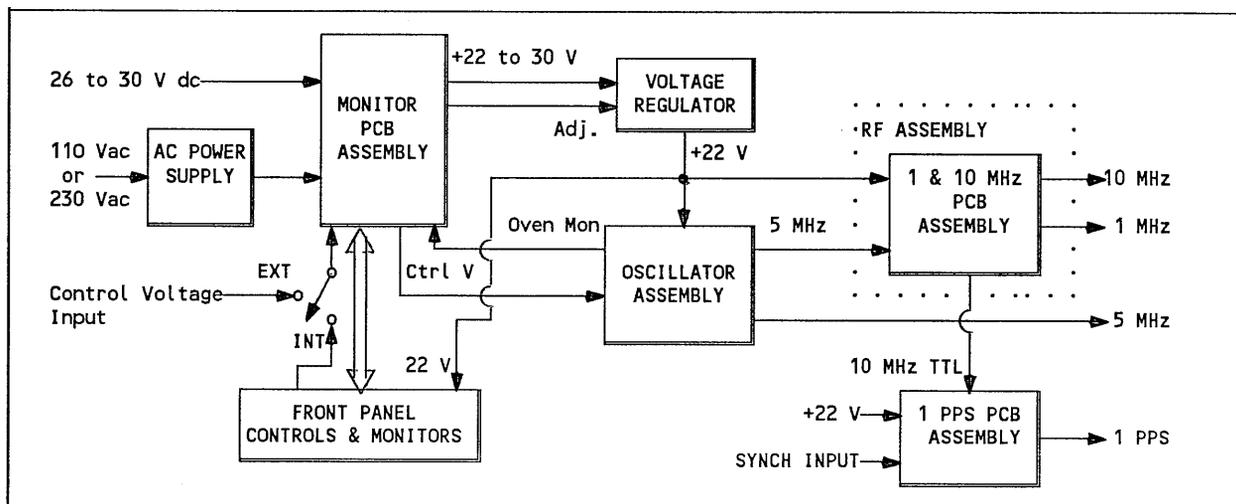 26 to 30 V dc
110 Vac
or
230 Vac
AC POWER
SUPPLY
MONITOR
PCB
ASSEMBLY
+22 to 30 V
Adj.
VOLTAGE
REGULATOR
+22 V
RF ASSEMBLY
1 & 10 MHz
PCB
ASSEMBLY
10 MHz
1 MHz
Oven Mon
Ctrl V
5 MHz
OSCILLATOR
ASSEMBLY
5 MHz
EXT
Control Voltage
Input
INT
22 V
FRONT PANEL
CONTROLS & MONITORS
10 MHz TTL
+22 V
SYNCH INPUT
1 PPS PCB
ASSEMBLY
1 PPS